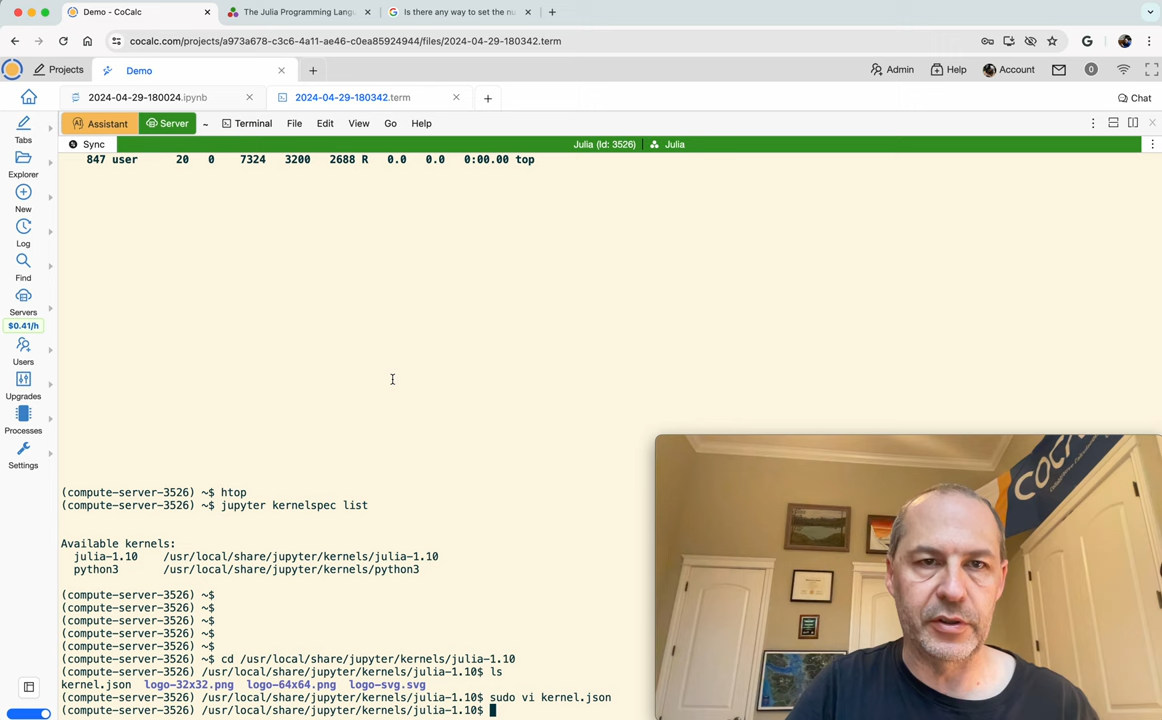 Demo - CoCalc
The Julia Programming Langu
Is there any way to set the nu
cocalc.com/projects/a973a678-c3c6-4a11-ae46-c0ea85924944/files/2024-04-29-180342.term
Projects
Demo
Admin
Help
Account
0
2024-04-29-180024.ipynb
2024-04-29-180342.term
Chat
Assistant
Server
~
Terminal
File
Edit
View
Go
Help
Sync
Julia (Id: 3526)
Julia
Tabs
Explorer
New
Log
Find
Servers
$0.41/h
Users
Upgrades
Processes
Settings
847 user 20 0 7324 3200 2688 R 0.0 0.0 0:00.00 top
(compute-server-3526) ~$ htop
(compute-server-3526) ~$ jupyter kernelspec list
Available kernels:
julia-1.10 /usr/local/share/jupyter/kernels/julia-1.10
python3 /usr/local/share/jupyter/kernels/python3
(compute-server-3526) ~$
(compute-server-3526) ~$
(compute-server-3526) ~$
(compute-server-3526) ~$
(compute-server-3526) ~$
(compute-server-3526) ~$ cd /usr/local/share/jupyter/kernels/julia-1.10
(compute-server-3526) /usr/local/share/jupyter/kernels/julia-1.10$ ls
kernel.json logo-32x32.png logo-64x64.png logo-svg.svg
(compute-server-3526) /usr/local/share/jupyter/kernels/julia-1.10$ sudo vi kernel.json
(compute-server-3526) /usr/local/share/jupyter/kernels/julia-1.10$